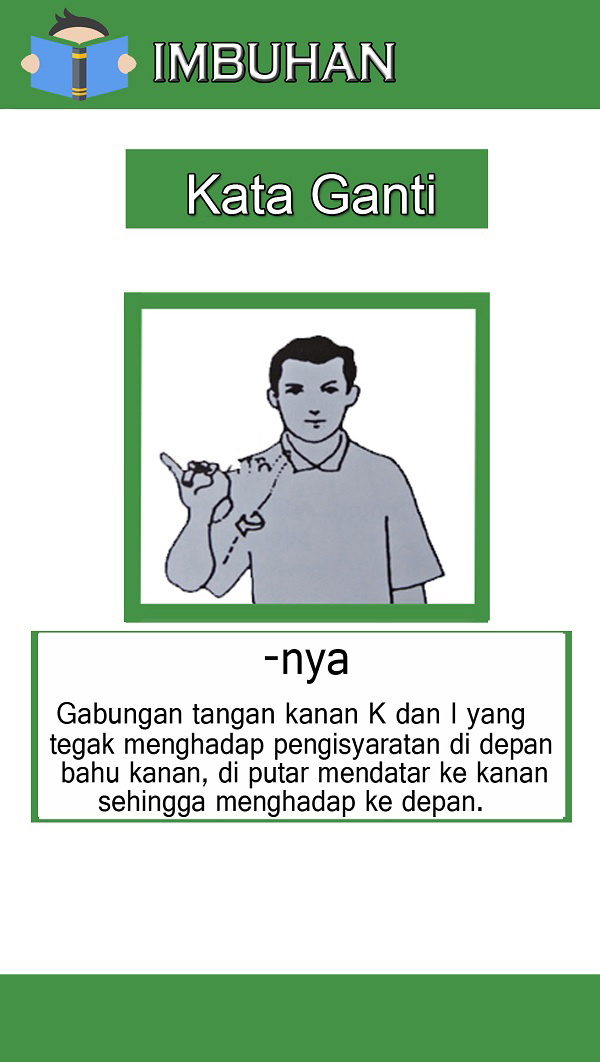 IMBUHAN
Kata Ganti
-nya
Gabungan tangan kanan K dan I yang
tegak menghadap pengisyaratan di depan
bahu kanan, di putar mendatar ke kanan
sehingga menghadap ke depan.